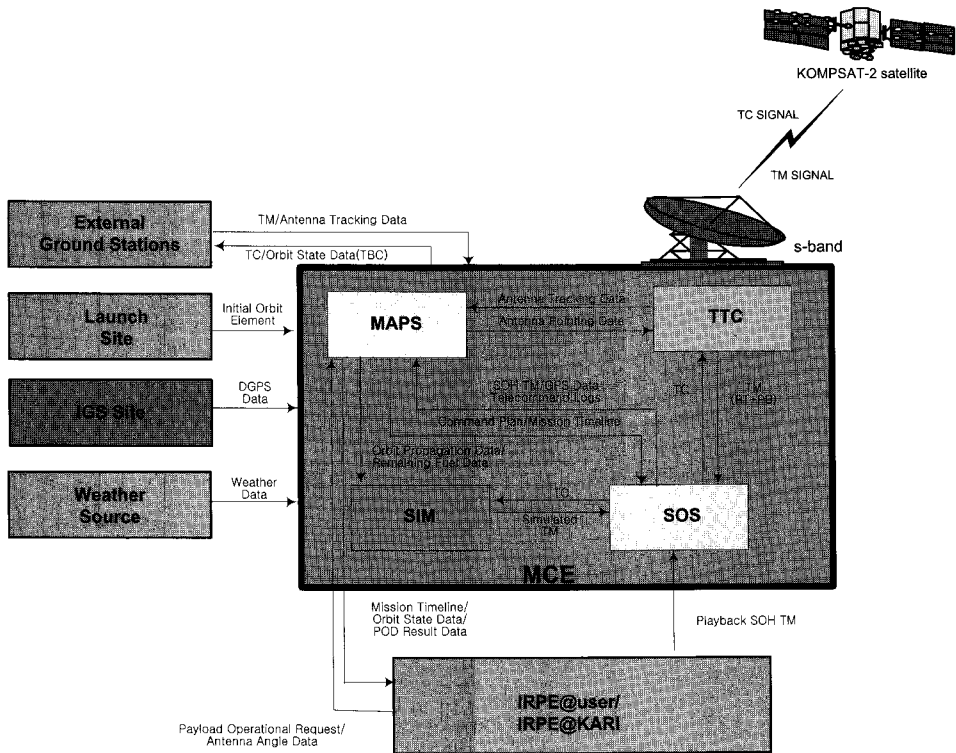 KOMPSAT-2 satellite
TC SIGNAL
TM SIGNAL
s-band
External
Ground Stations
TM/Antenna Tracking Data
TC/Orbit State Data(TBC)
Launch
Site
Initial Orbit
Element
IGS Site
DGPS
Data
Weather
Source
Weather
Data
MAPS
Antenna Tracking Data
Antenna Pointing Data
TTC
SOH TM/GPS Data
Telecommand Logs
TC
TM
(RT+PB)
Command Plan/Mission Timeline
Orbit Propagation Data/
Remaining Fuel Data
SIM
TC
Simulated
TM
SOS
MCE
Mission Timeline/
Orbit State Data/
POD Result Data
Playback SOH TM
IRPE@user/
IRPE@KARI
Payload Operational Request/
Antenna Angle Data